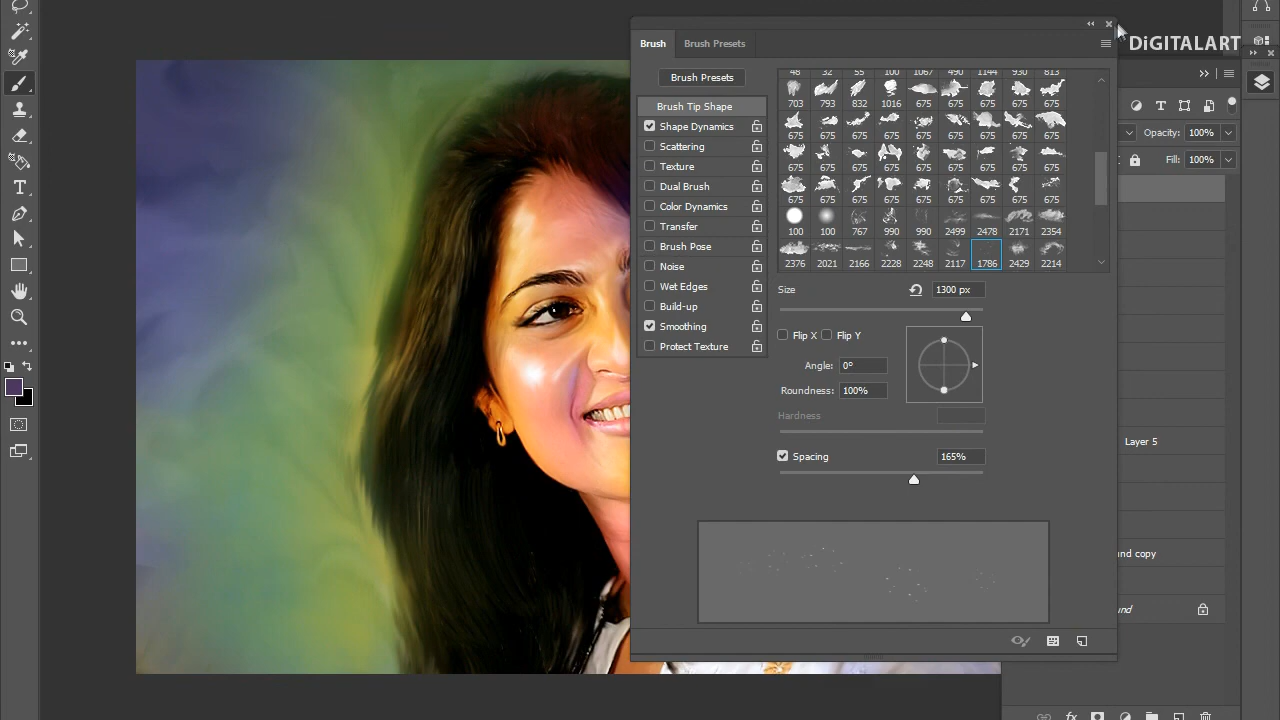 DiGITALART
Brush
Brush Presets
Brush Presets
Brush Tip Shape
Shape Dynamics
Scattering
Texture
Dual Brush
Color Dynamics
Transfer
Brush Pose
Noise
Wet Edges
Build-up
Smoothing
Protect Texture
48 32 55 100 1067 490 1144 930 813
703 793 832 1016 675 675 675 675 675
675 675 675 675 675 675 675 675 675
675 675 675 675 675 675 675 675 675
675 675 675 675 675 675 675 675 675
100 100 767 990 990 2499 2478 2171 2354
2376 2021 2166 2228 2248 2117 1786 2429 2214
Size 1300 px
Flip X Flip Y
Angle: 0°
Roundness: 100%
Hardness
Spacing 165%
Opacity: 100%
Fill: 100%
Layer 5
nd copy
nd
fx